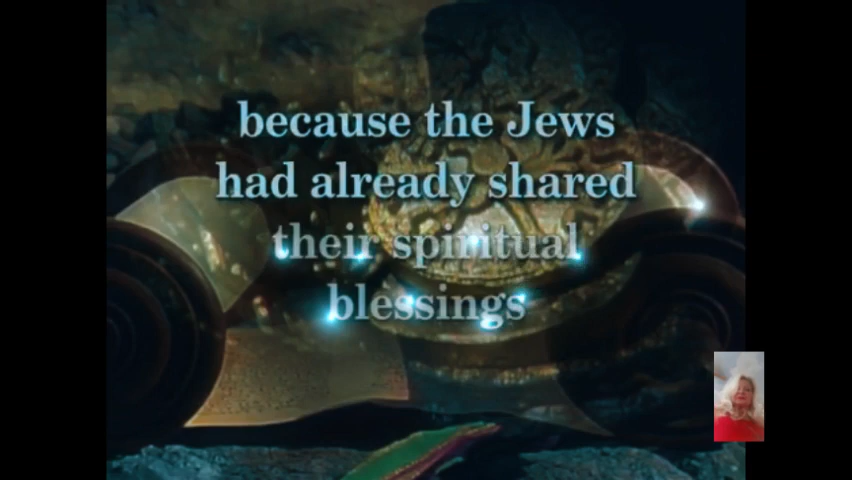 because the Jews
had already shared
their spiritual
blessings